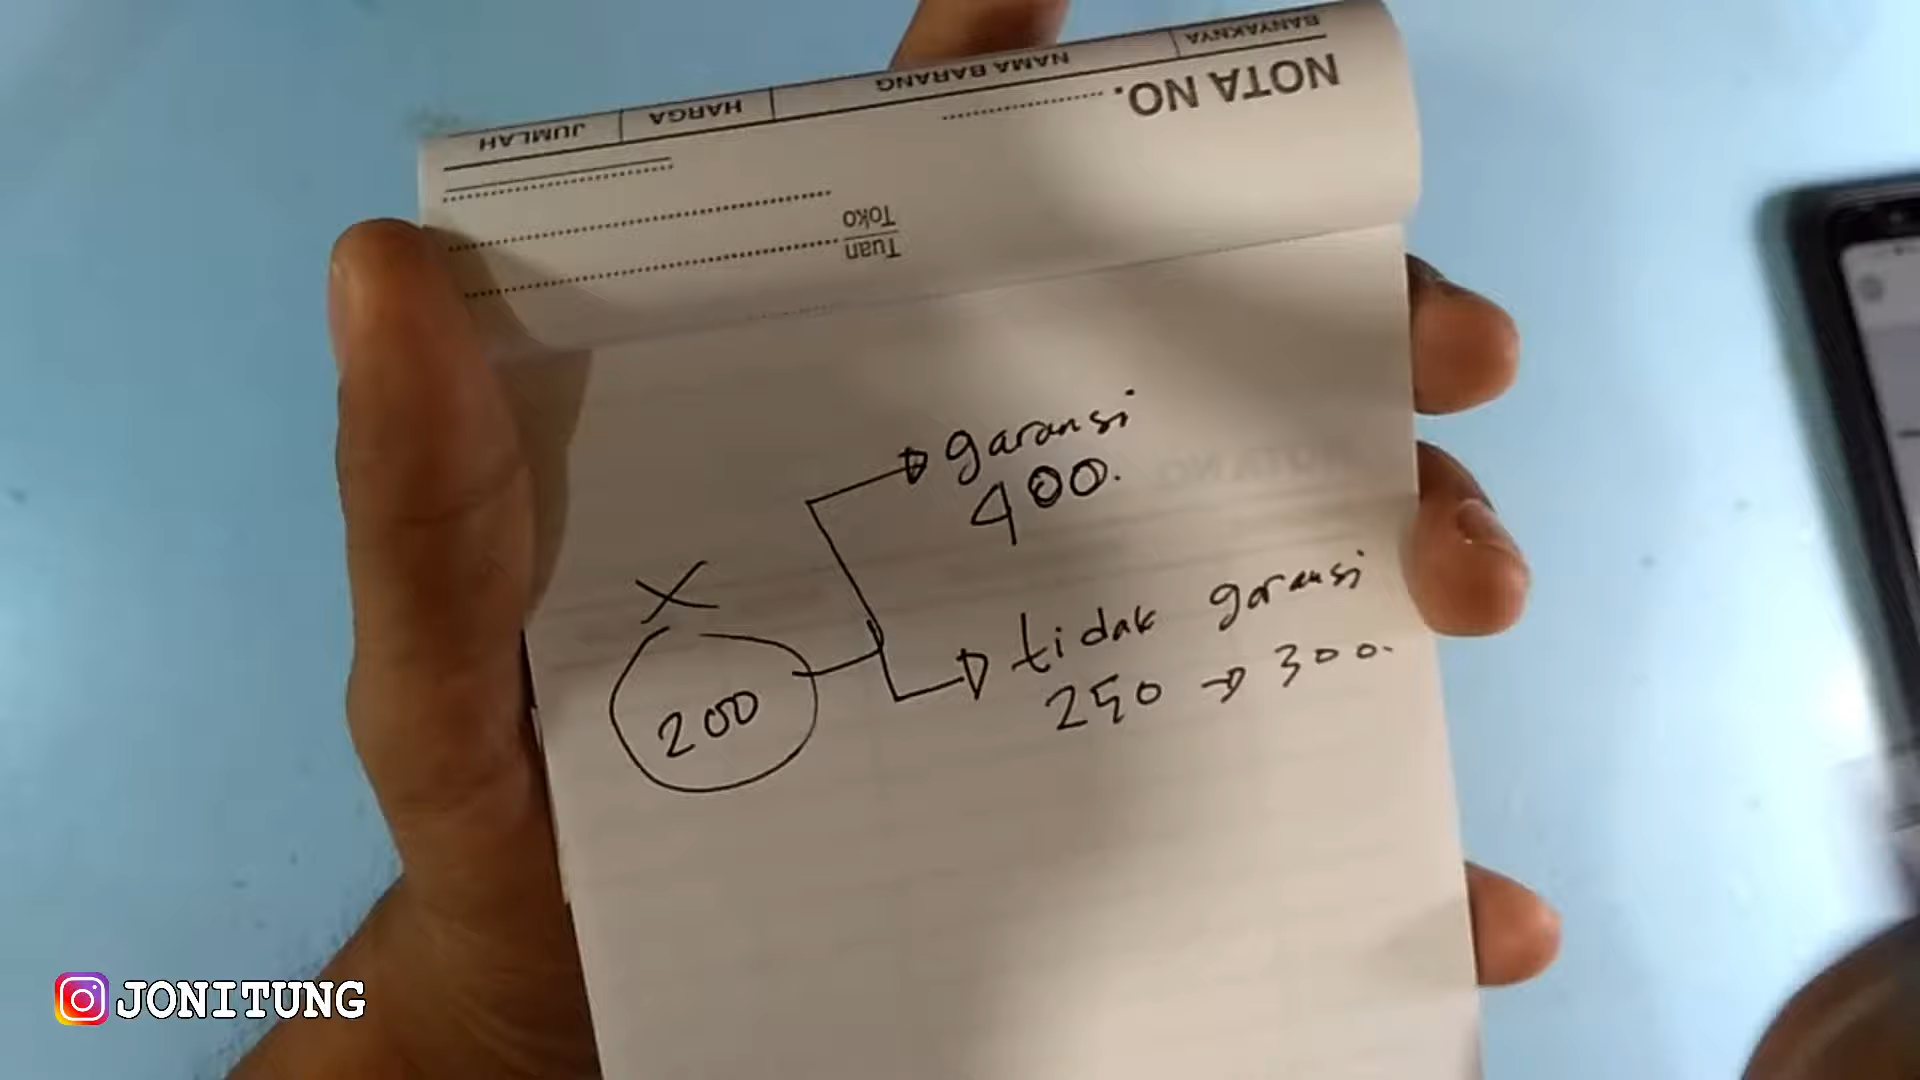 BANYAKNYA NAMA BARANG HARGA JUMLAH
NOTA NO.
Tuan
Toko
garansi
400.
X
200
tidak garansi
250 → 300.
JONITUNG